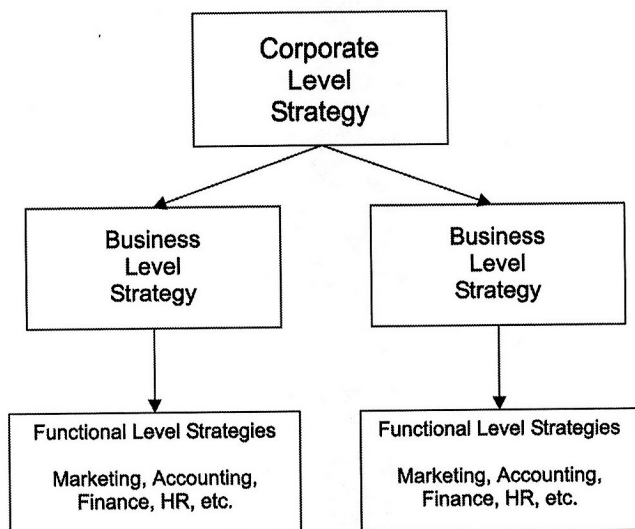 Corporate
Level
Strategy
Business
Level
Strategy
Business
Level
Strategy
Functional Level Strategies
Marketing, Accounting,
Finance, HR, etc.
Functional Level Strategies
Marketing, Accounting,
Finance, HR, etc.